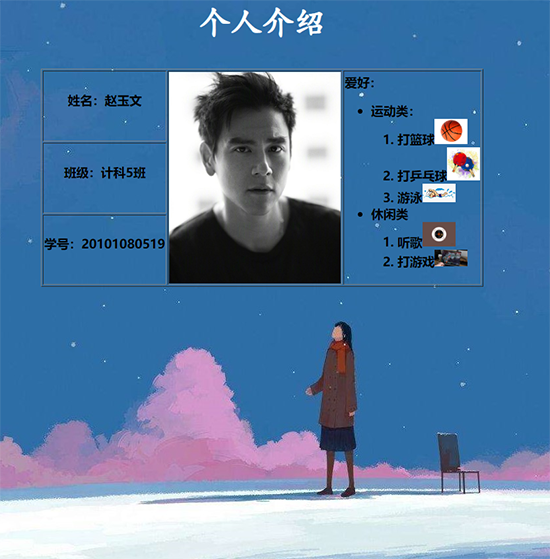 个人介绍
姓名：赵玉文
班级：计科5班
学号：20101080519
爱好：
• 运动类：
1. 打篮球
2. 打乒乓球
3. 游泳
• 休闲类
1. 听歌
2. 打游戏